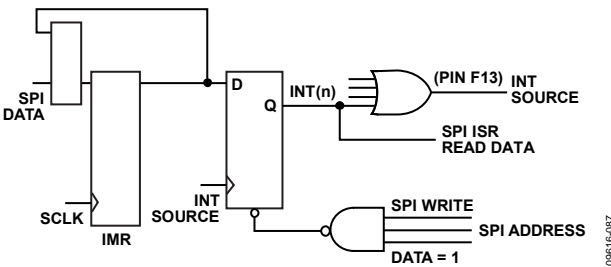 SPI
DATA
SCLK
IMR
D
Q
INT
SOURCE
INT(n)
(PIN F13)
INT
SOURCE
SPI ISR
READ DATA
SPI WRITE
SPI ADDRESS
DATA = 1
09616-087